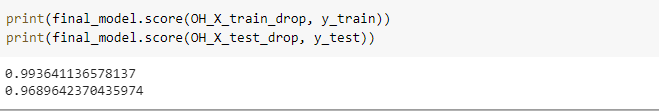 print(final_model.score(OH_X_train_drop, y_train))
print(final_model.score(OH_X_test_drop, y_test))
0.993641136578137
0.9689642370435974